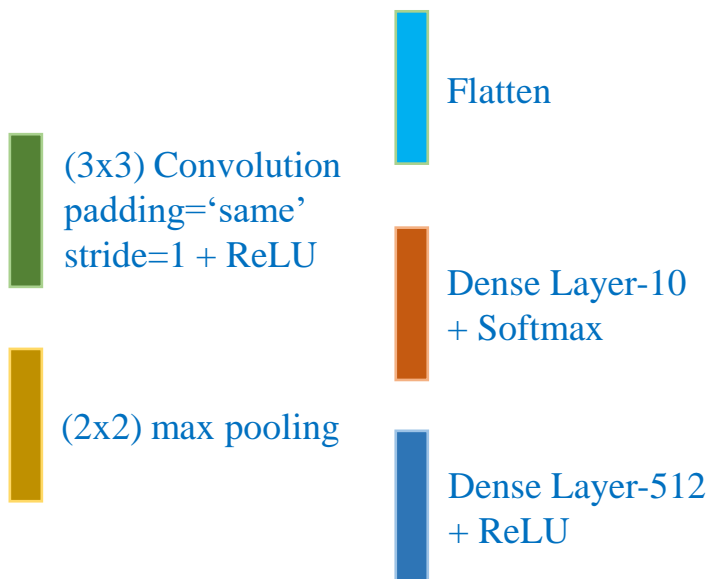 (3x3) Convolution
padding=‘same’
stride=1 + ReLU
(2x2) max pooling
Flatten
Dense Layer-10
+ Softmax
Dense Layer-512
+ ReLU